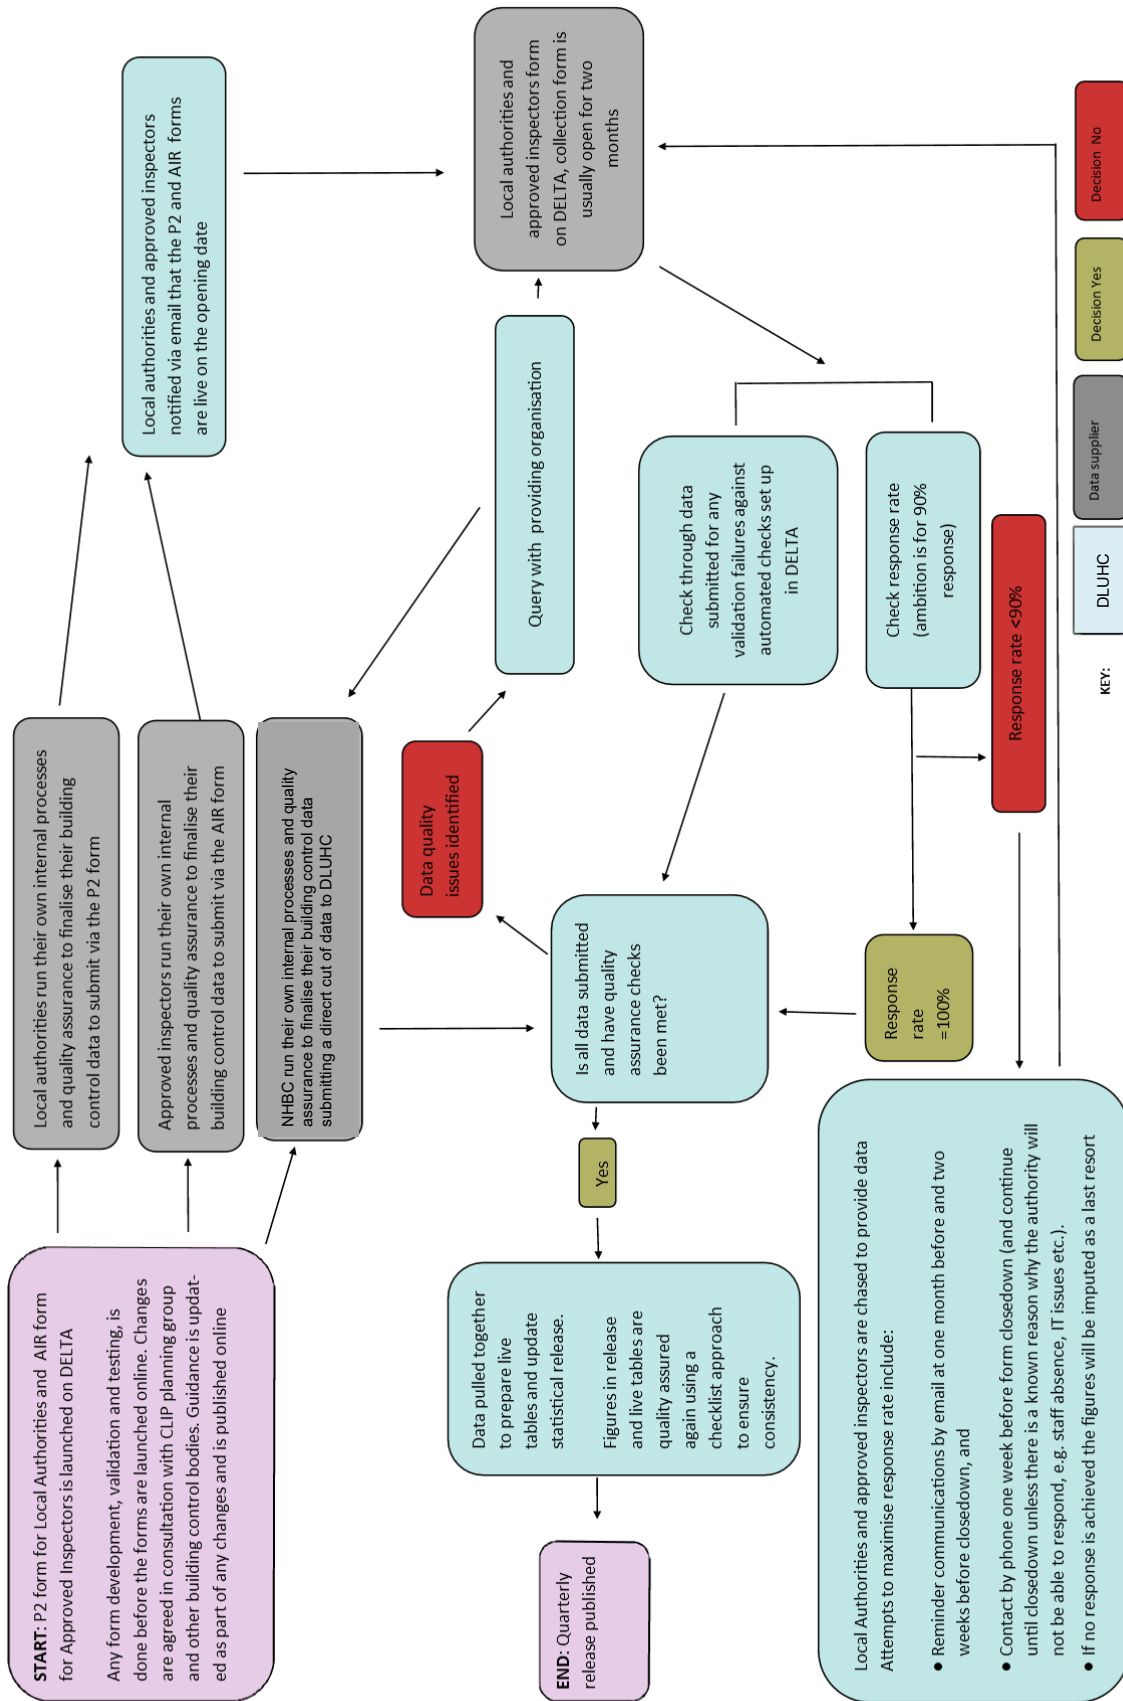 START: P2 form for Local Authorities and AIR form
for Approved Inspectors is launched on DELTA
Any form development, validation and testing, is
done before the forms are launched online. Changes
are agreed in consultation with CLIP planning group
and other building control bodies. Guidance is updat-
ed as part of any changes and is published online
Local authorities run their own internal processes
and quality assurance to finalise their building
control data to submit via the P2 form
Approved inspectors run their own internal
processes and quality assurance to finalise their
building control data to submit via the AIR form
NHBC run their own internal processes and quality
assurance to finalise their building control data
submitting a direcrt cut of data to DLUHC
Local authorities and approved inspectors
notified via email that the P2 and AIR forms
are live on the opening date
Local authorities and
approved inspectors form
on DELTA, collection form is
usually open for two
months
Query with providing organisation
Data quality
issues identified
Check through data
submitted for any
validation failures against
automated checks set up
in DELTA
Check response rate
(ambition is for 90%
response)
Response rate <90%
Is all data submitted
and have quality
assurance checks
been met?
Response
rate
=100%
Yes
Data pulled together
to prepare live
tables and update
statistical release.
Figures in release
and live tables are
quality assured
again using a
checklist approach
to ensure
consistency.
END: Quarterly
release published
Local Authorities and approved inspectors are chased to provide data
Attempts to maximise response rate include:
● Reminder communications by email at one month before and two
weeks before closedown, and
● Contact by phone one week before form closedown (and continue
until closedown unless there is a known reason why the authority will
not be able to respond, e.g. staff absence, IT issues etc.).
● If no response is achieved the figures will be imputed as a last resort
KEY:
DLUHC
Data supplier
Decision Yes
Decision No